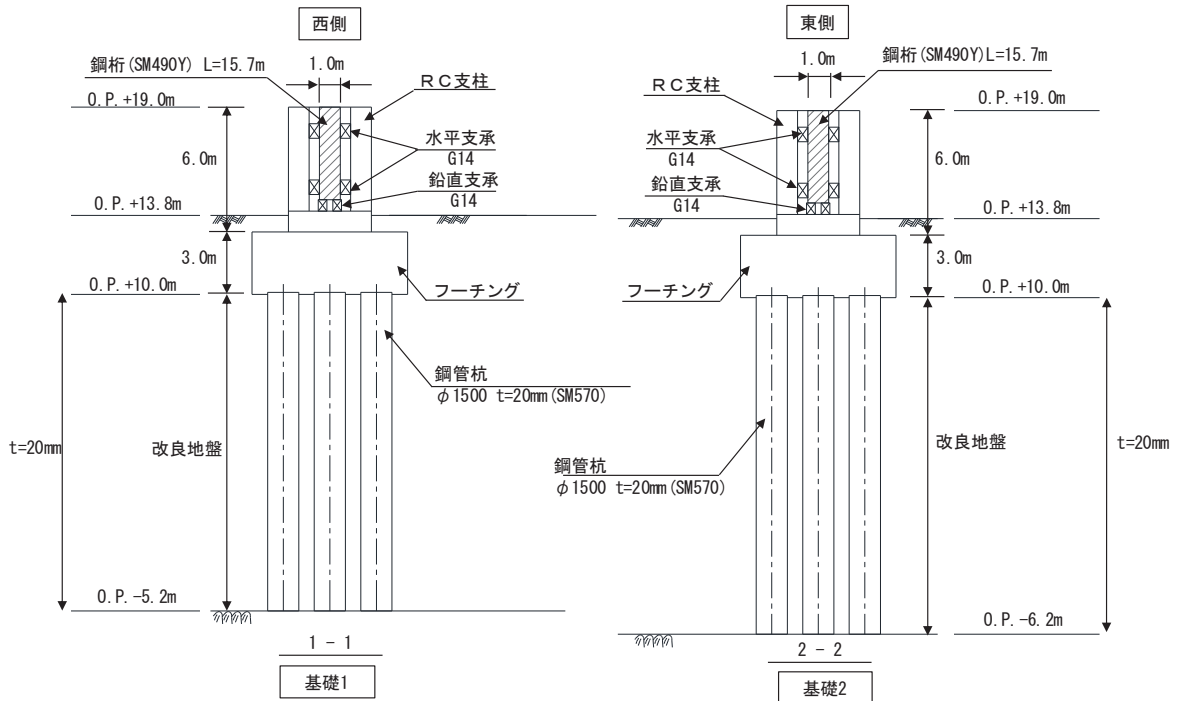 西側
鋼桁(SM490Y) L=15.7m
1.0m
RC支柱
O.P.+19.0m
水平支承
G14
6.0m
鉛直支承
G14
O.P.+13.8m
3.0m
フーチング
O.P.+10.0m
鋼管杭
φ1500 t=20mm(SM570)
t=20mm
改良地盤
O.P.-5.2m
1 - 1
基礎1
東側
1.0m
鋼桁(SM490Y)L=15.7m
RC支柱
O.P.+19.0m
水平支承
G14
6.0m
鉛直支承
G14
O.P.+13.8m
3.0m
フーチング
O.P.+10.0m
改良地盤
t=20mm
鋼管杭
φ1500 t=20mm(SM570)
O.P.-6.2m
2 - 2
基礎2